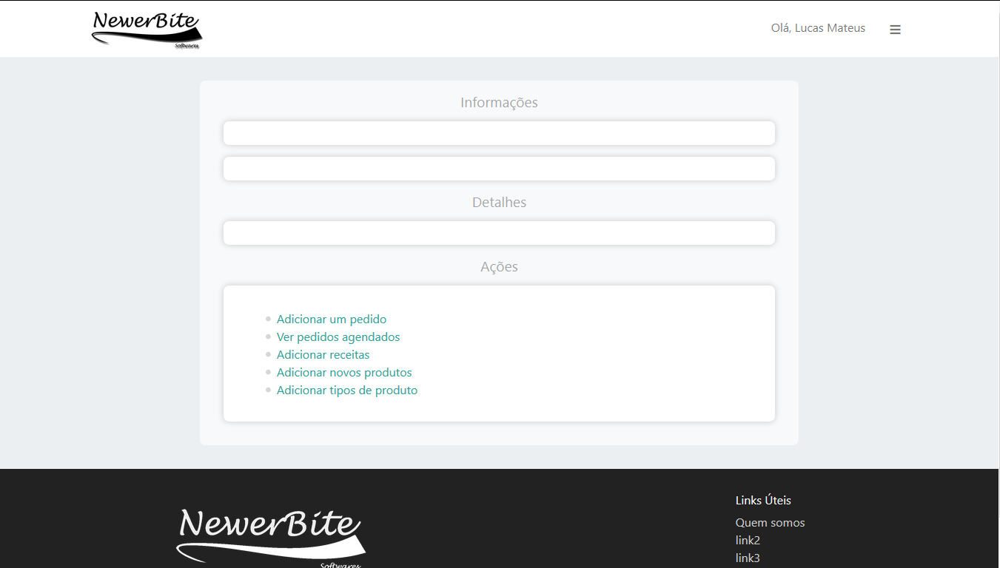 NewerBite
Softwares
Olá, Lucas Mateus
Informações
Detalhes
Ações
Adicionar um pedido
Ver pedidos agendados
Adicionar receitas
Adicionar novos produtos
Adicionar tipos de produto
NewerBite
Softwares
Links Úteis
Quem somos
link2
link3